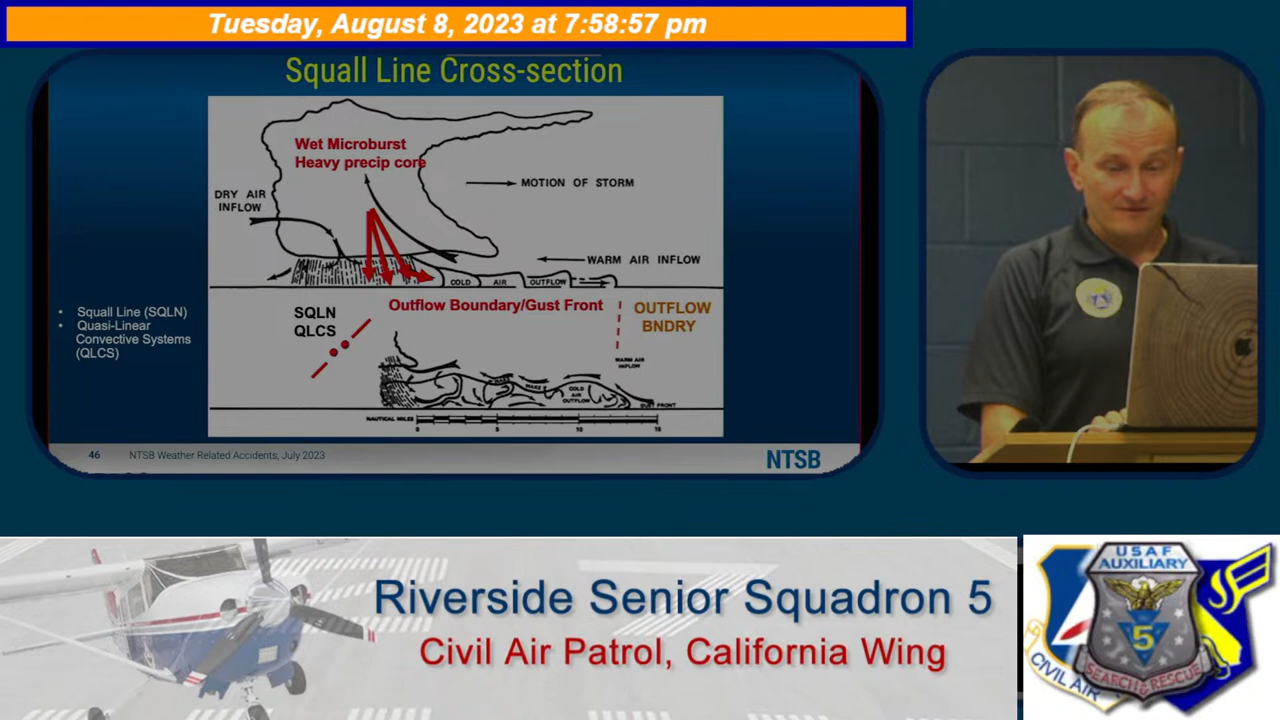 Tuesday, August 8, 2023 at 7:58:57 pm
Squall Line Cross-section
Wet Microburst
Heavy precip core
DRY AIR
INFLOW
MOTION OF STORM
WARM AIR INFLOW
COLD AIR OUTFLOW
Outflow Boundary/Gust Front
OUTFLOW
BNDRY
SQLN
QLCS
• Squall Line (SQLN)
• Quasi-Linear
Convective Systems
(QLCS)
WARM AIR
INFLOW
WAKE
WAKE
COLD
AIR
OUTFLOW
NAUTICAL MILES
0 5 10 15
46 NTSB Weather Related Accidents, July 2023
NTSB
Riverside Senior Squadron 5
Civil Air Patrol, California Wing
USAF
AUXILIARY
5
SEARCH & RESCUE
CIVIL AIR